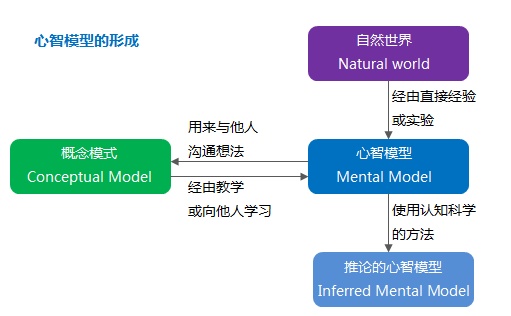 心智模型的形成
自然世界
Natural world
经由直接经验
或实验
用来与他人
沟通想法
概念模式
Conceptual Model
心智模型
Mental Model
经由教学
或向他人学习
使用认知科学
的方法
推论的心智模型
Inferred Mental Model